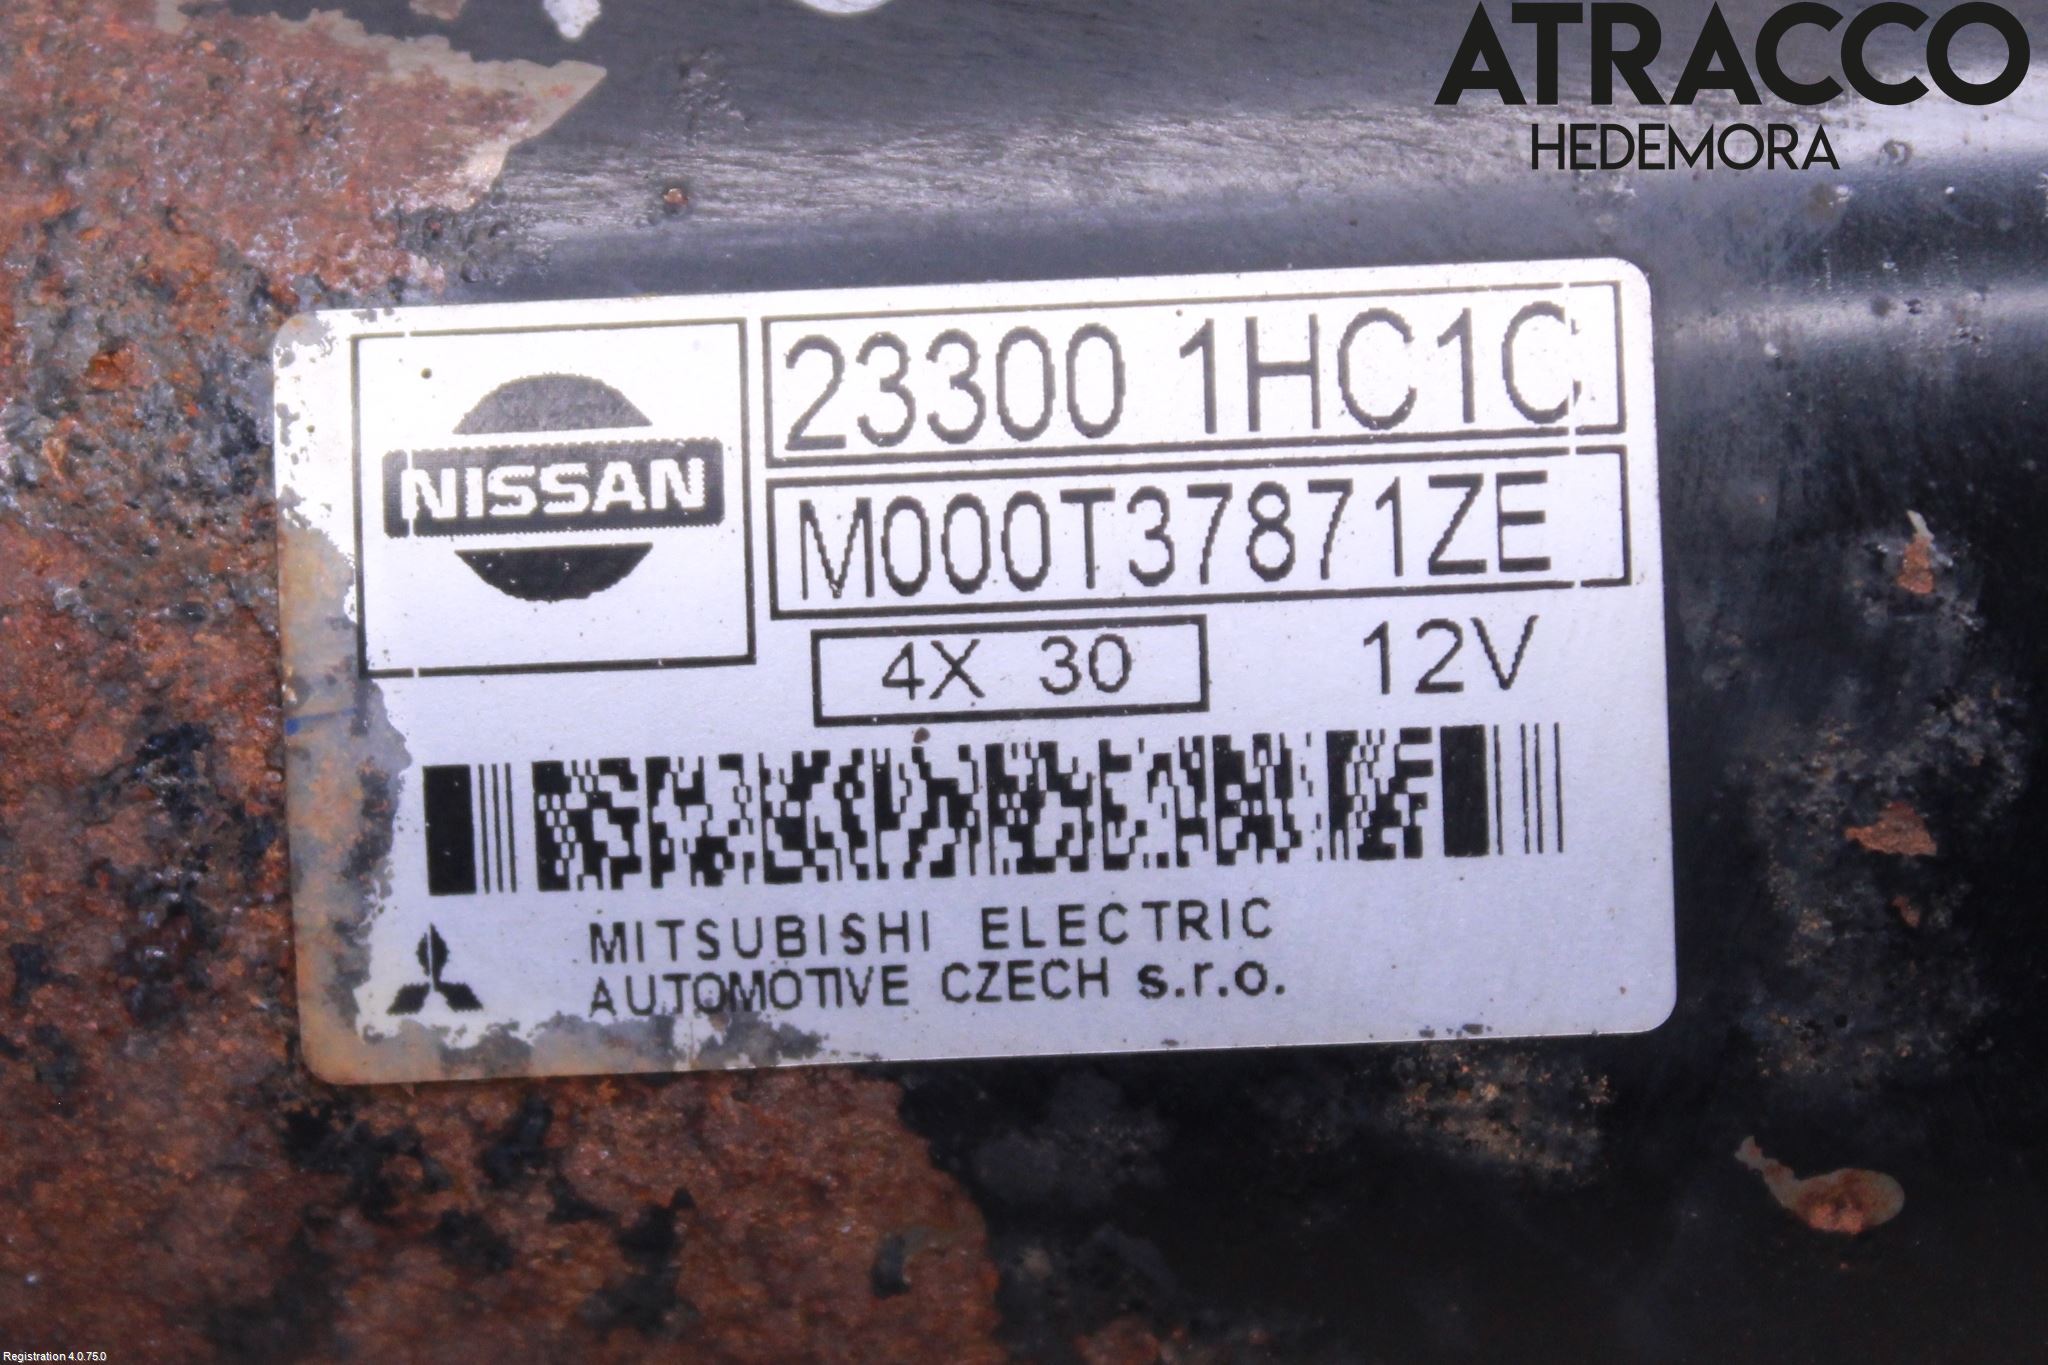 ATRACCO
HEDEMORA
NISSAN
23300 1HC1C
M000T37871ZE
4X 30
12V
MITSUBISHI ELECTRIC
AUTOMOTIVE CZECH s.r.o.
Registration 4.0.75.0